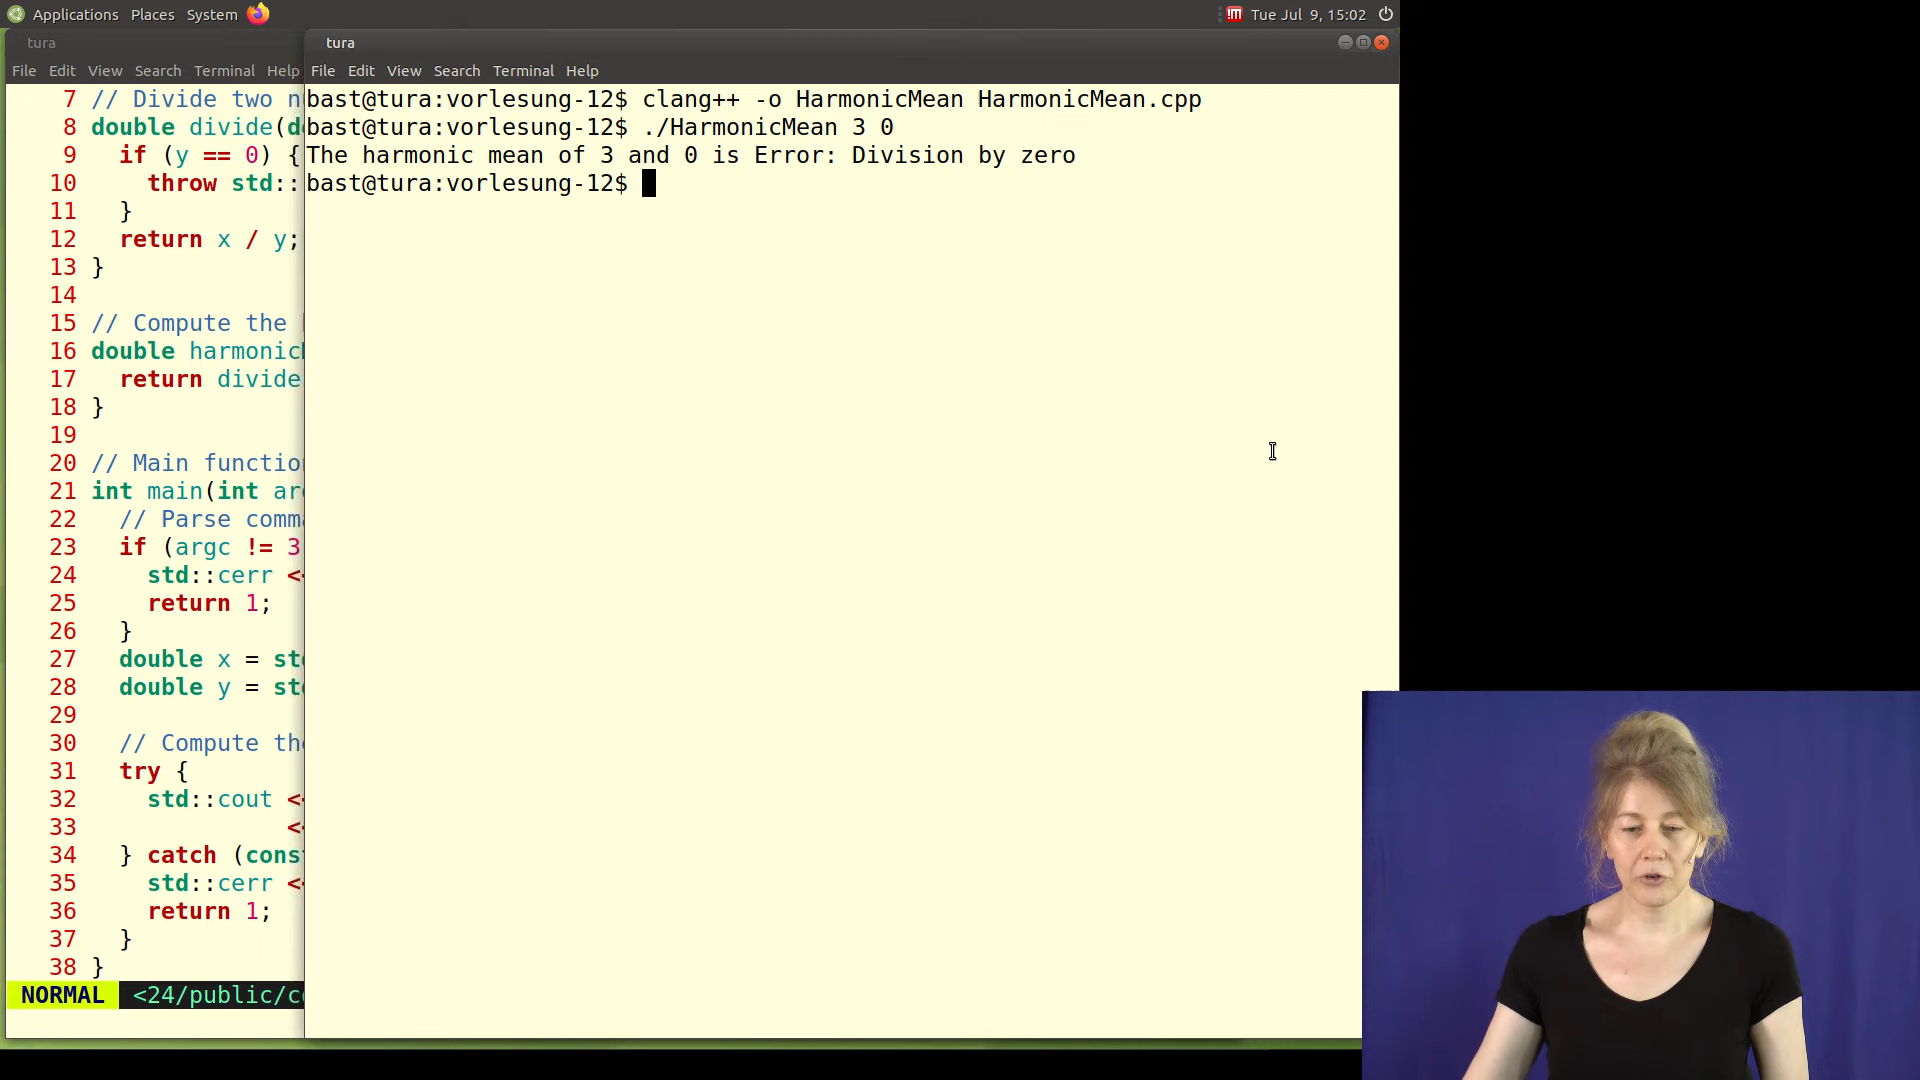 Applications Places System
Tue Jul 9, 15:02
tura
File Edit View Search Terminal Help
7 // Divide two n
8 double divide(do
9 if (y == 0) {
10 throw std::
11 }
12 return x / y;
13 }
14
15 // Compute the
16 double harmonic
17 return divide
18 }
19
20 // Main functio
21 int main(int ar
22 // Parse comm
23 if (argc != 3
24 std::cerr <
25 return 1;
26 }
27 double x = st
28 double y = st
29
30 // Compute th
31 try {
32 std::cout <
33 <
34 } catch (cons
35 std::cerr <
36 return 1;
37 }
38 }
NORMAL <24/public/c
tura
File Edit View Search Terminal Help
bast@tura:vorlesung-12$ clang++ -o HarmonicMean HarmonicMean.cpp
bast@tura:vorlesung-12$ ./HarmonicMean 3 0
The harmonic mean of 3 and 0 is Error: Division by zero
bast@tura:vorlesung-12$